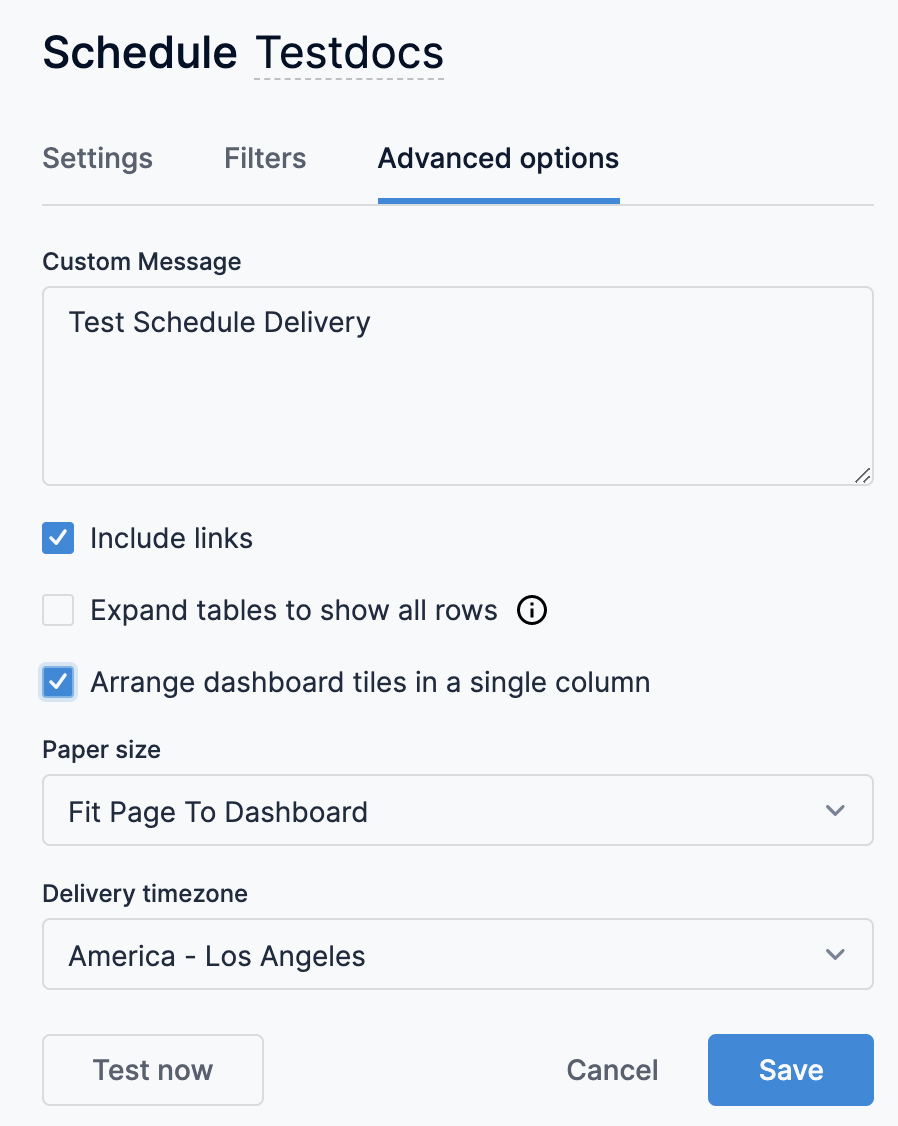 Schedule Testdocs
Settings Filters Advanced options
Custom Message
Test Schedule Delivery
Include links
Expand tables to show all rows
Arrange dashboard tiles in a single column
Paper size
Fit Page To Dashboard
Delivery timezone
America - Los Angeles
Test now Cancel Save